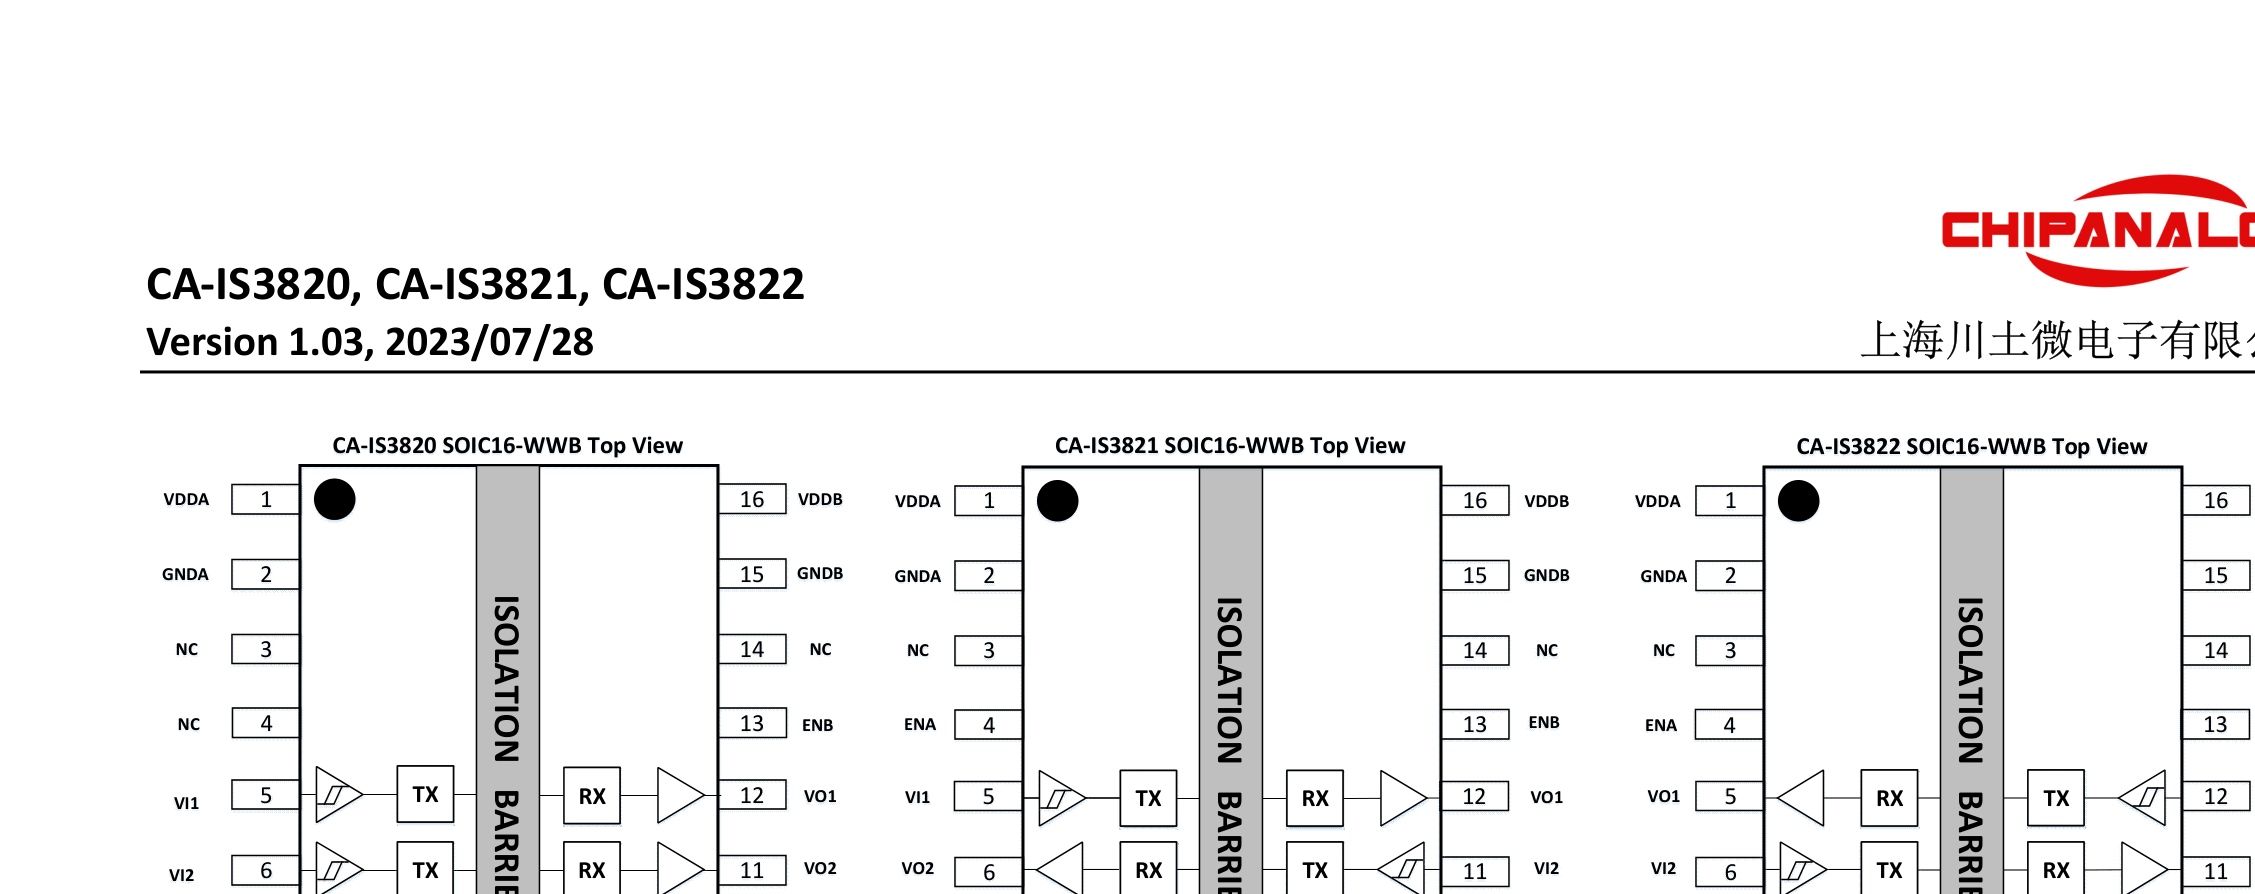 CHIPANALO
CA-IS3820, CA-IS3821, CA-IS3822
Version 1.03, 2023/07/28
上海川土微电子有限
CA-IS3820 SOIC16-WWB Top View
VDDA 1 16 VDDB
GNDA 2 15 GNDB
NC 3 14 NC
NC 4 13 ENB
VI1 5 TX RX 12 VO1
VI2 6 TX RX 11 VO2
ISOLATION BARRIE
CA-IS3821 SOIC16-WWB Top View
VDDA 1 16 VDDB
GNDA 2 15 GNDB
NC 3 14 NC
ENA 4 13 ENB
VI1 5 TX RX 12 VO1
VO2 6 RX TX 11 VI2
ISOLATION BARRIE
CA-IS3822 SOIC16-WWB Top View
VDDA 1 16
GNDA 2 15
NC 3 14
ENA 4 13
VO1 5 RX TX 12
VI2 6 TX RX 11
ISOLATION BARRIE